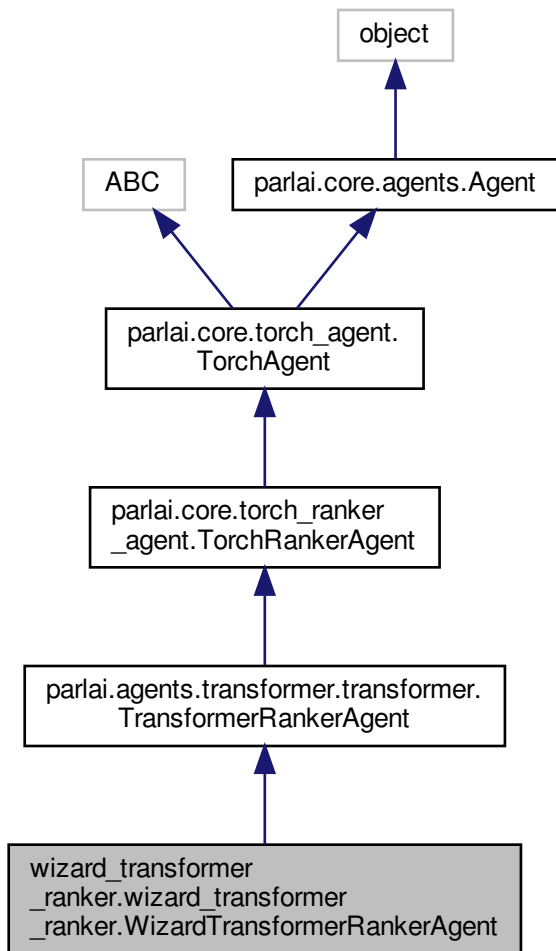 object
ABC
parlai.core.agents.Agent
parlai.core.torch_agent.
TorchAgent
parlai.core.torch_ranker
_agent.TorchRankerAgent
parlai.agents.transformer.transformer.
TransformerRankerAgent
wizard_transformer
_ranker.wizard_transformer
_ranker.WizardTransformerRankerAgent